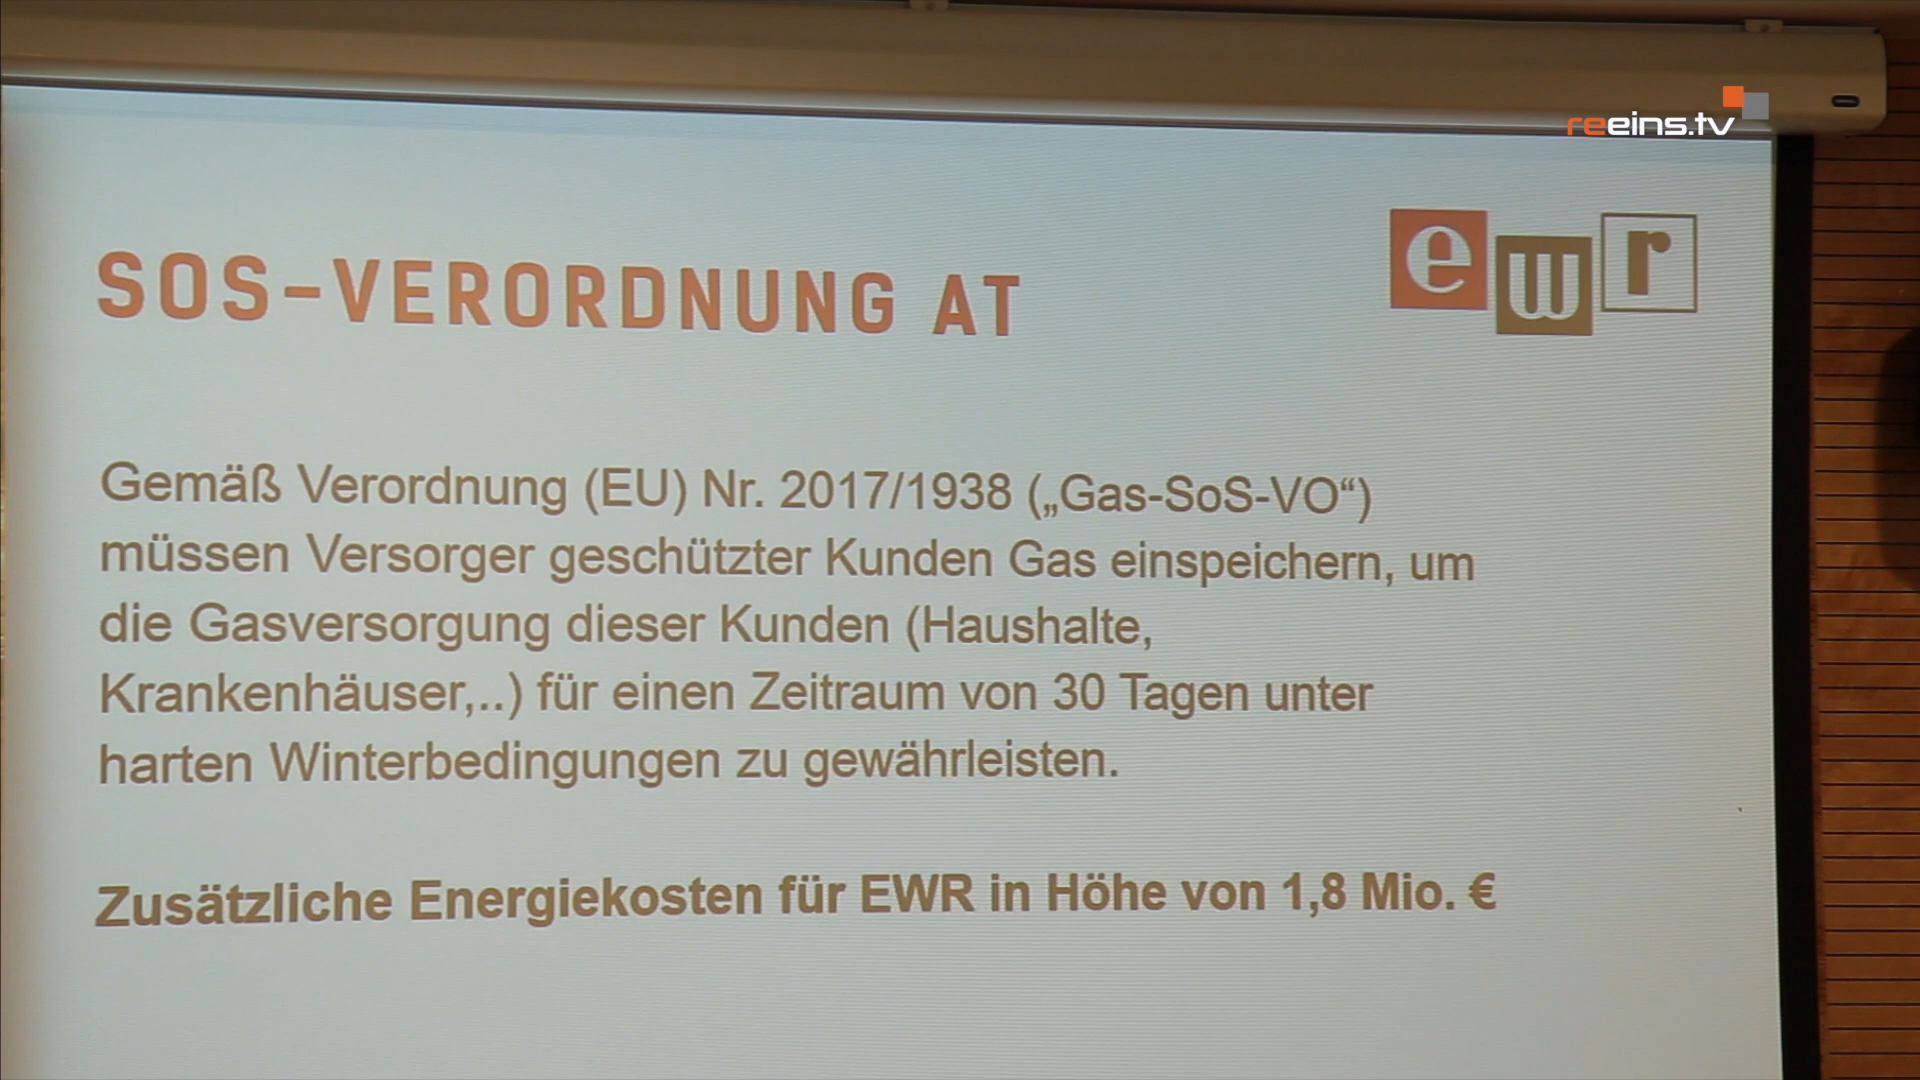 reeins.tv
ewr
SOS-VERORDNUNG AT
Gemäß Verordnung (EU) Nr. 2017/1938 („Gas-SoS-VO“)
müssen Versorger geschützter Kunden Gas einspeichern, um
die Gasversorgung dieser Kunden (Haushalte,
Krankenhäuser,..) für einen Zeitraum von 30 Tagen unter
harten Winterbedingungen zu gewährleisten.
Zusätzliche Energiekosten für EWR in Höhe von 1,8 Mio. €